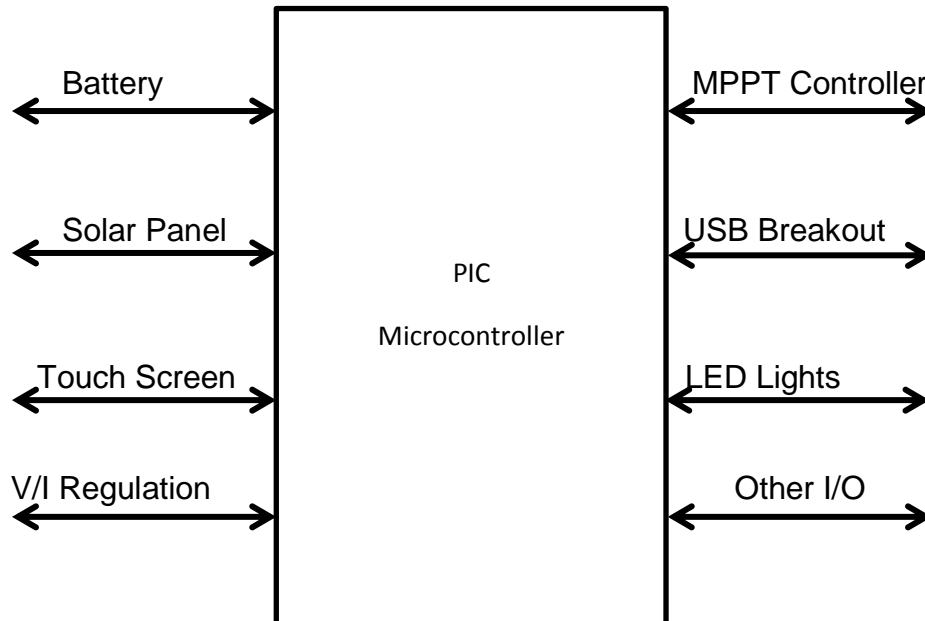 Battery
Solar Panel
Touch Screen
V/I Regulation
PIC
Microcontroller
MPPT Controller
USB Breakout
LED Lights
Other I/O